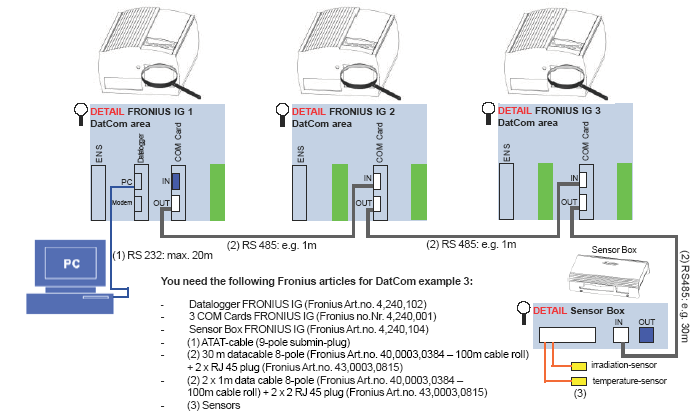 DETAIL FRONIUS IG 1
DatCom area
ENS
Datalogger
COM Card
PC
Modem
IN
OUT
DETAIL FRONIUS IG 2
DatCom area
ENS
COM Card
IN
OUT
DETAIL FRONIUS IG 3
DatCom area
ENS
COM Card
IN
OUT
(1) RS 232: max. 20m
(2) RS 485: e.g. 1m
(2) RS 485: e.g. 1m
(2) RS485: e.g. 30m
PC
Sensor Box
DETAIL Sensor Box
IN
OUT
irradiation-sensor
temperature-sensor
(3)
You need the following Fronius articles for DatCom example 3:
- Datalogger FRONIUS IG (Fronius Art.no. 4,240,102)
- 3 COM Cards FRONIUS IG (Fronius no.Nr. 4,240,001)
- Sensor Box FRONIUS IG (Fronius Art.no. 4,240,104)
- (1) ATAT-cable (9-pole submin-plug)
- (2) 30 m datacable 8-pole (Fronius Art.no. 40,0003,0384 – 100m cable roll)
+ 2 x RJ 45 plug (Fronius Art.no. 43,0003,0815)
- (2) 2 x 1m data cable 8-pole (Fronius Art.no. 40,0003,0384 –
100m cable roll) + 2 x 2 RJ 45 plug (Fronius Art.no. 43,0003,0815)
- (3) Sensors